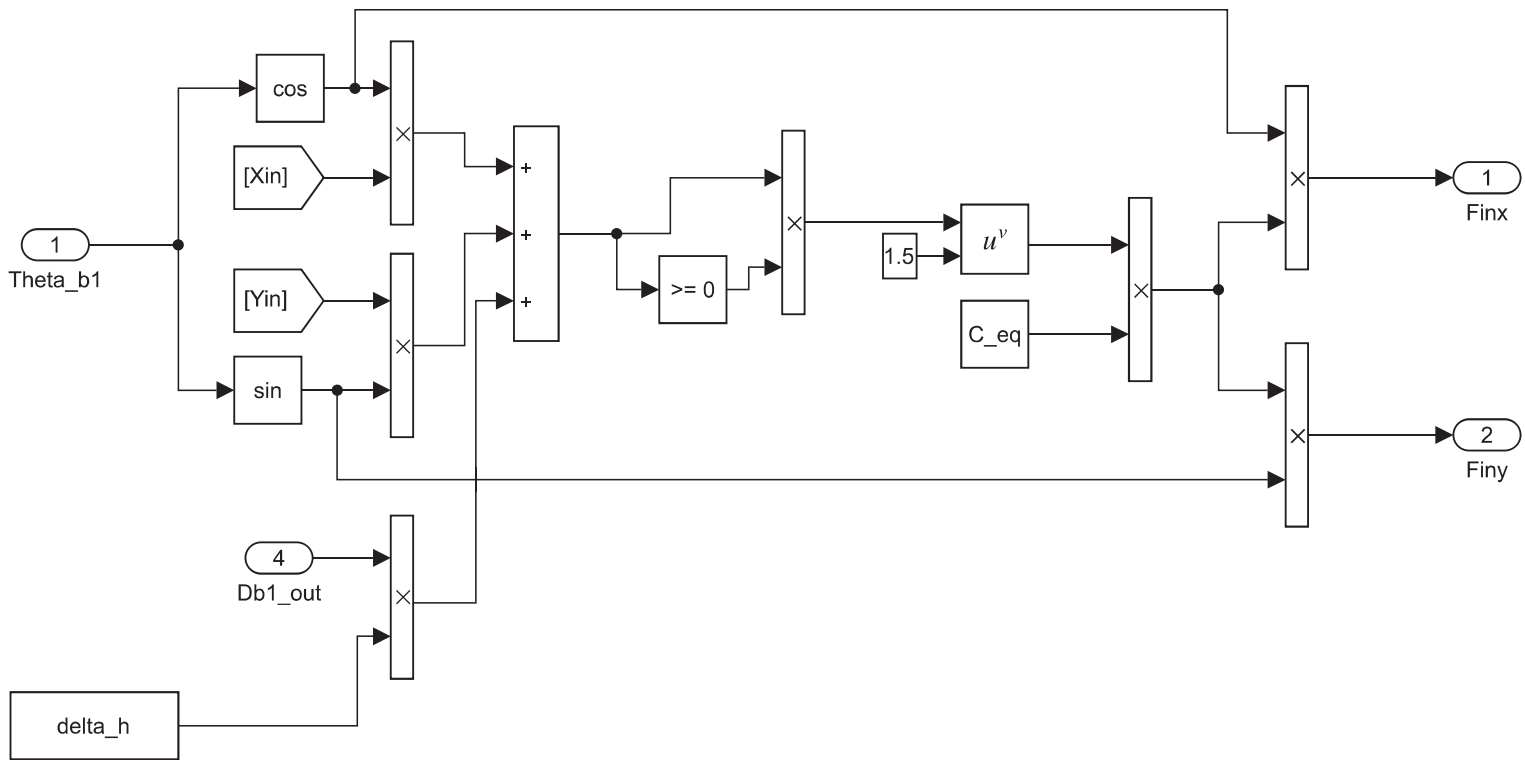 cos
×
[Xin]
+
×
1
Finx
×
1
Theta_b1
+
×
1.5
u^v
[Yin]
×
+
>= 0
×
C_eq
sin
×
2
Finy
4
Db1_out
×
delta_h